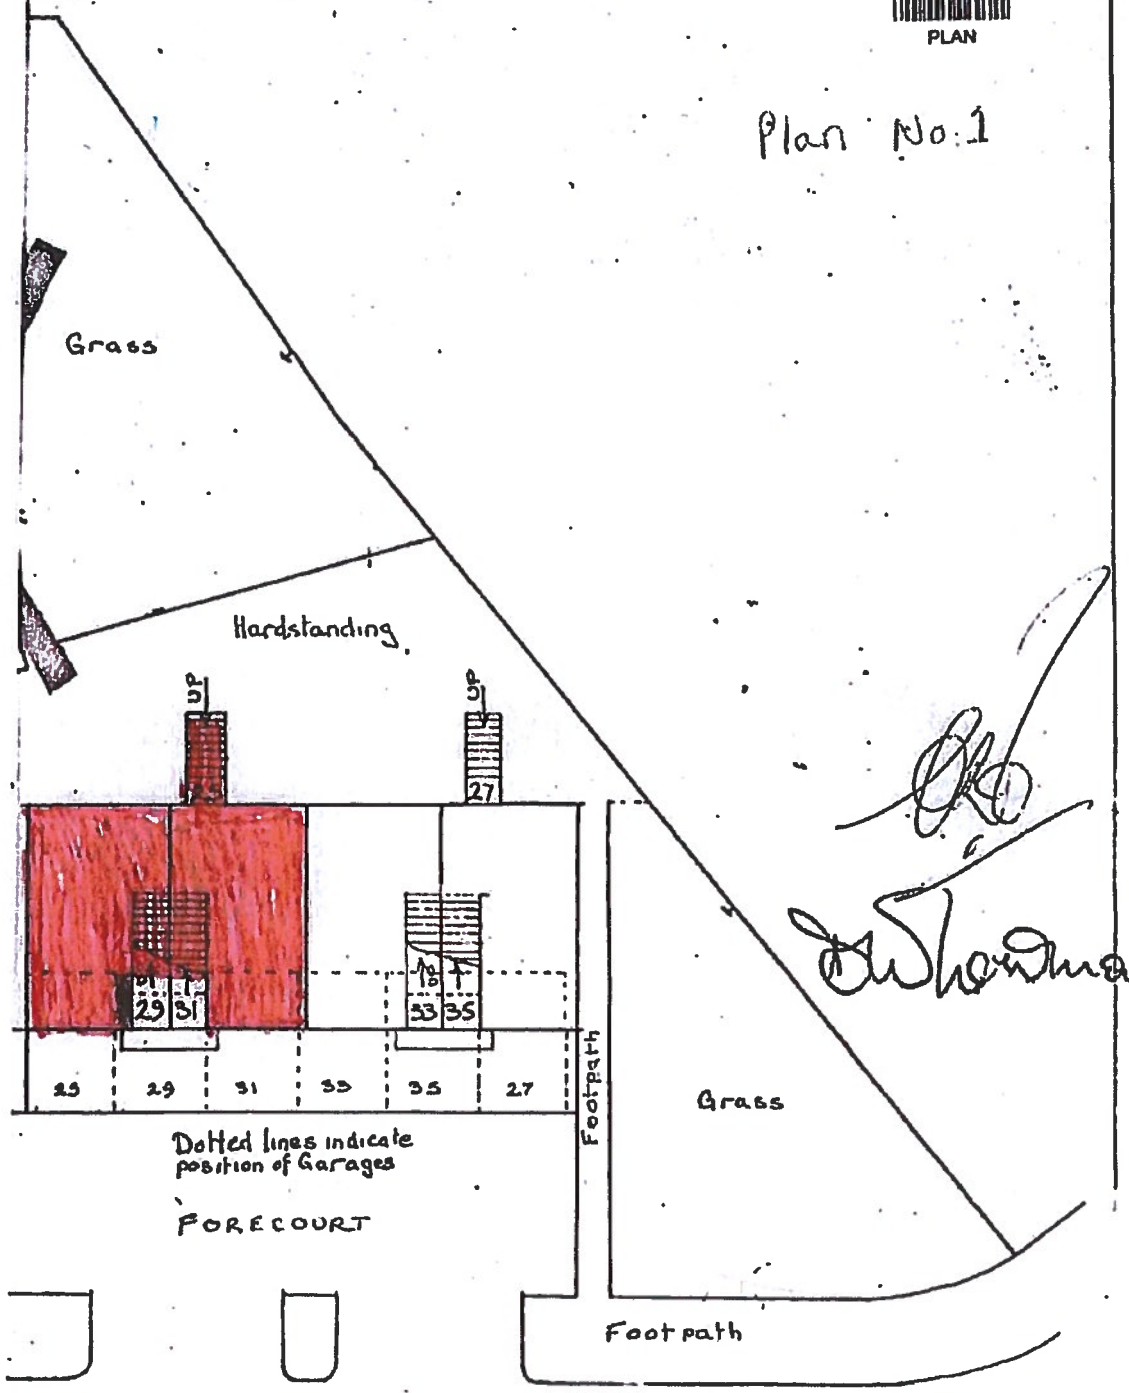 PLAN
Plan No:1
Grass
Hardstanding
UP
UP
27
29 31
33 35
25 29 31 33 35 27
Footpath
Grass
Dotted lines indicate
position of Garages
FORECOURT
Footpath